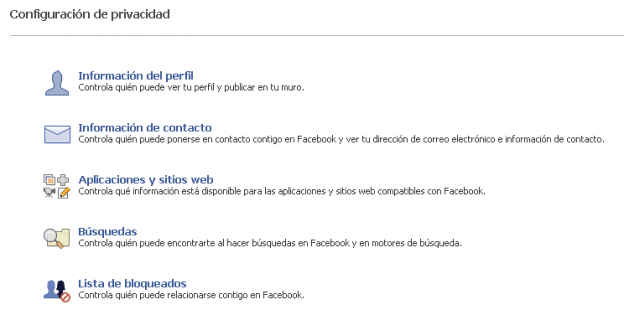 Configuración de privacidad
Información del perfil
Controla quién puede ver tu perfil y publicar en tu muro.
Información de contacto
Controla quién puede ponerse en contacto contigo en Facebook y ver tu dirección de correo electrónico e información de contacto.
Aplicaciones y sitios web
Controla qué información está disponible para las aplicaciones y sitios web compatibles con Facebook.
Búsquedas
Controla quién puede encontrarte al hacer búsquedas en Facebook y en motores de búsqueda.
Lista de bloqueados
Controla quién puede relacionarse contigo en Facebook.